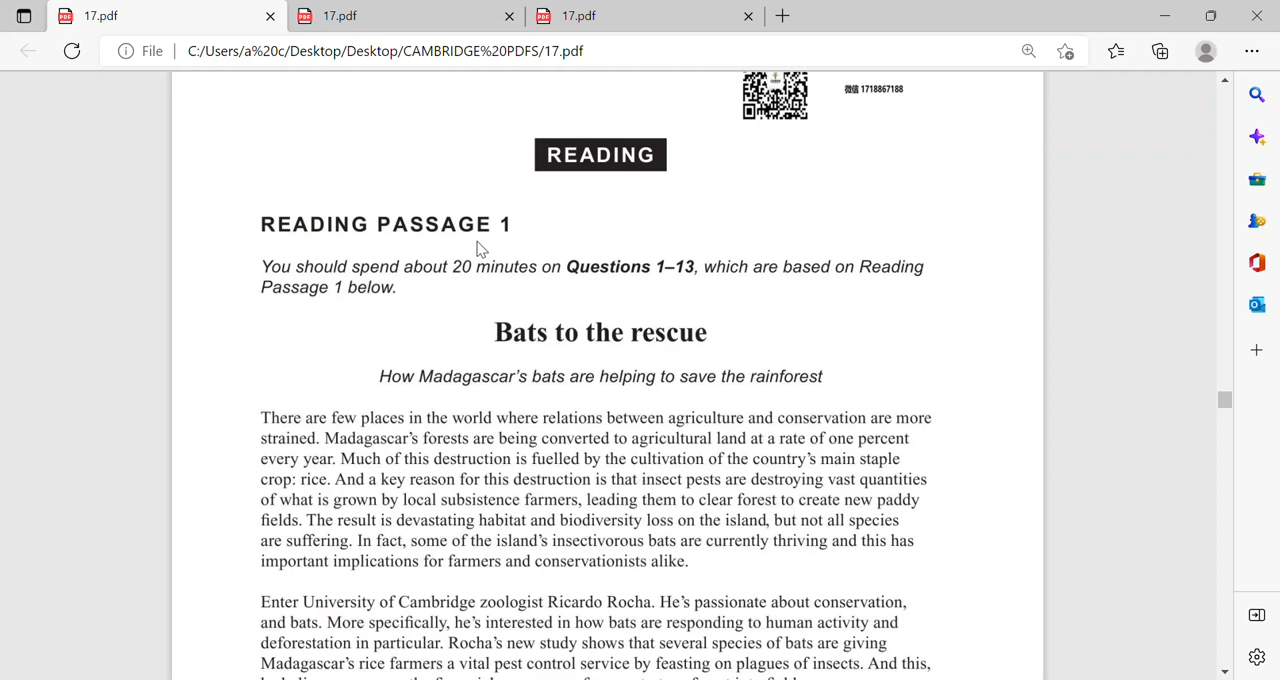 17.pdf
17.pdf
17.pdf
File
C:/Users/a%20c/Desktop/Desktop/CAMBRIDGE%20PDFS/17.pdf
微信 1718867188
READING
READING PASSAGE 1
You should spend about 20 minutes on Questions 1–13, which are based on Reading
Passage 1 below.
Bats to the rescue
How Madagascar’s bats are helping to save the rainforest
There are few places in the world where relations between agriculture and conservation are more
strained. Madagascar’s forests are being converted to agricultural land at a rate of one percent
every year. Much of this destruction is fuelled by the cultivation of the country’s main staple
crop: rice. And a key reason for this destruction is that insect pests are destroying vast quantities
of what is grown by local subsistence farmers, leading them to clear forest to create new paddy
fields. The result is devastating habitat and biodiversity loss on the island, but not all species
are suffering. In fact, some of the island’s insectivorous bats are currently thriving and this has
important implications for farmers and conservationists alike.
Enter University of Cambridge zoologist Ricardo Rocha. He’s passionate about conservation,
and bats. More specifically, he’s interested in how bats are responding to human activity and
deforestation in particular. Rocha’s new study shows that several species of bats are giving
Madagascar’s rice farmers a vital pest control service by feasting on plagues of insects. And this,